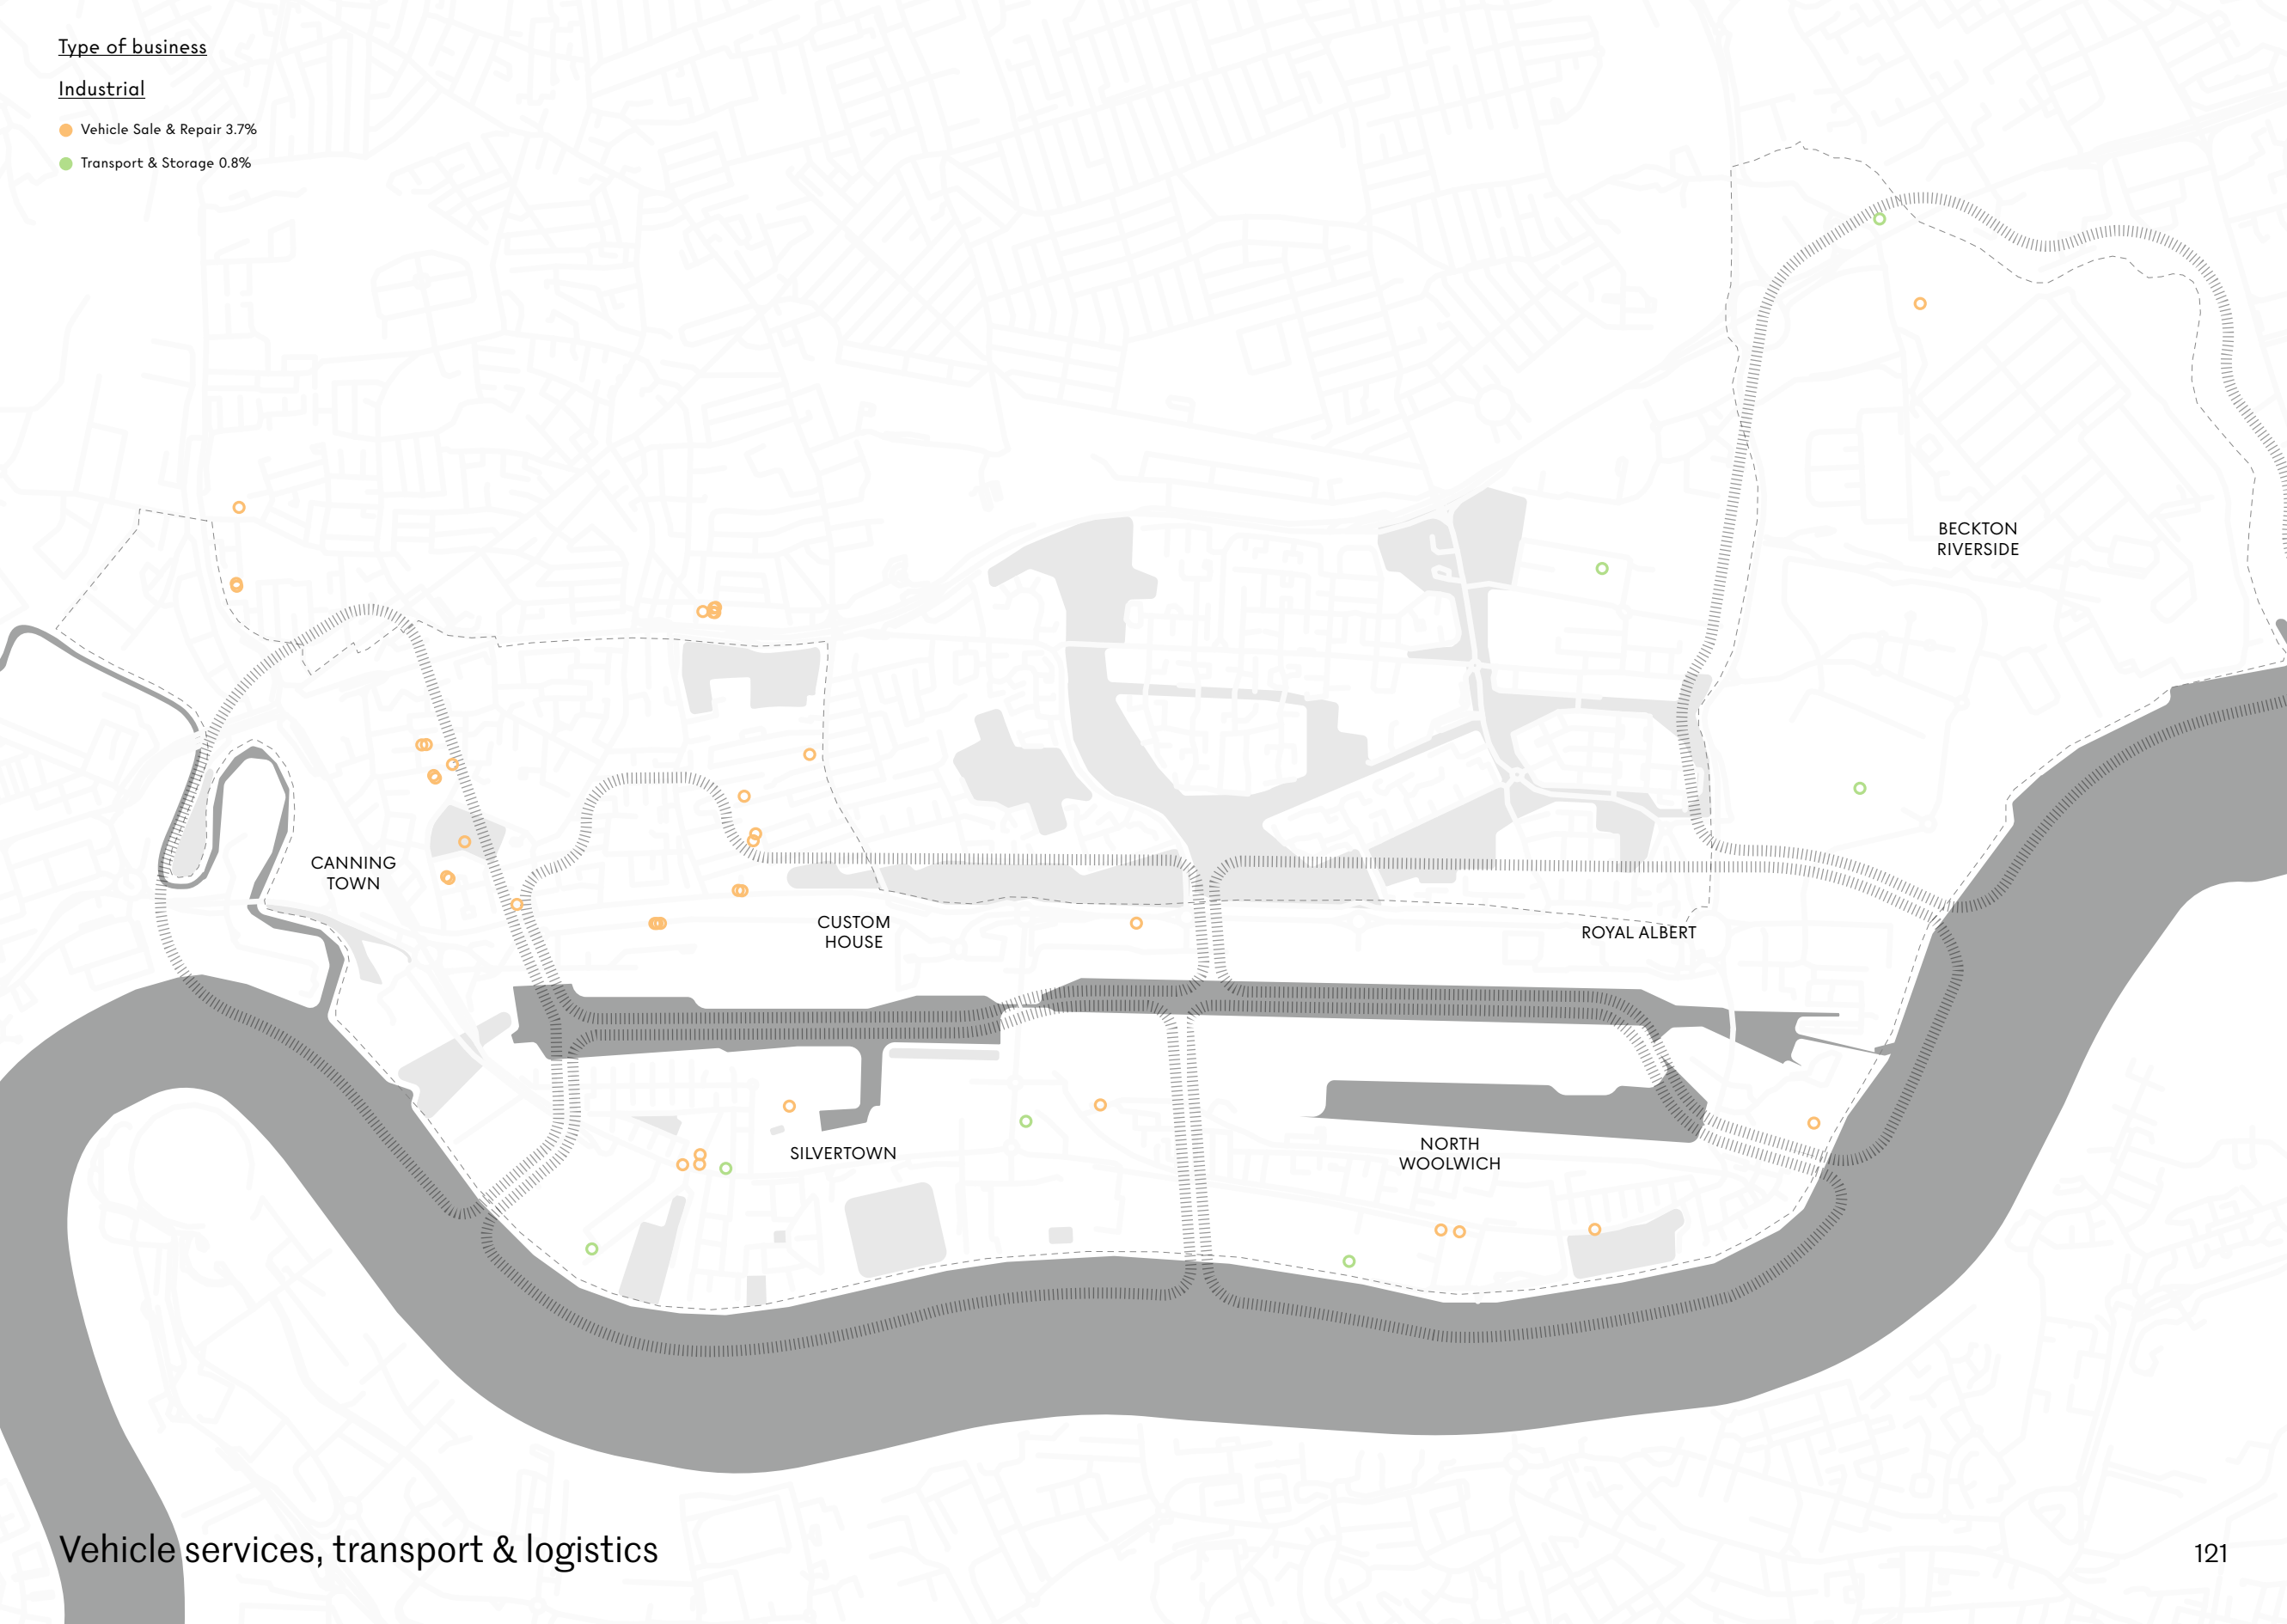 Type of business
Industrial
Vehicle Sale & Repair 3.7%
Transport & Storage 0.8%
BECKTON
RIVERSIDE
CANNING
TOWN
CUSTOM
HOUSE
ROYAL ALBERT
SILVERTOWN
NORTH
WOOLWICH
Vehicle services, transport & logistics
121